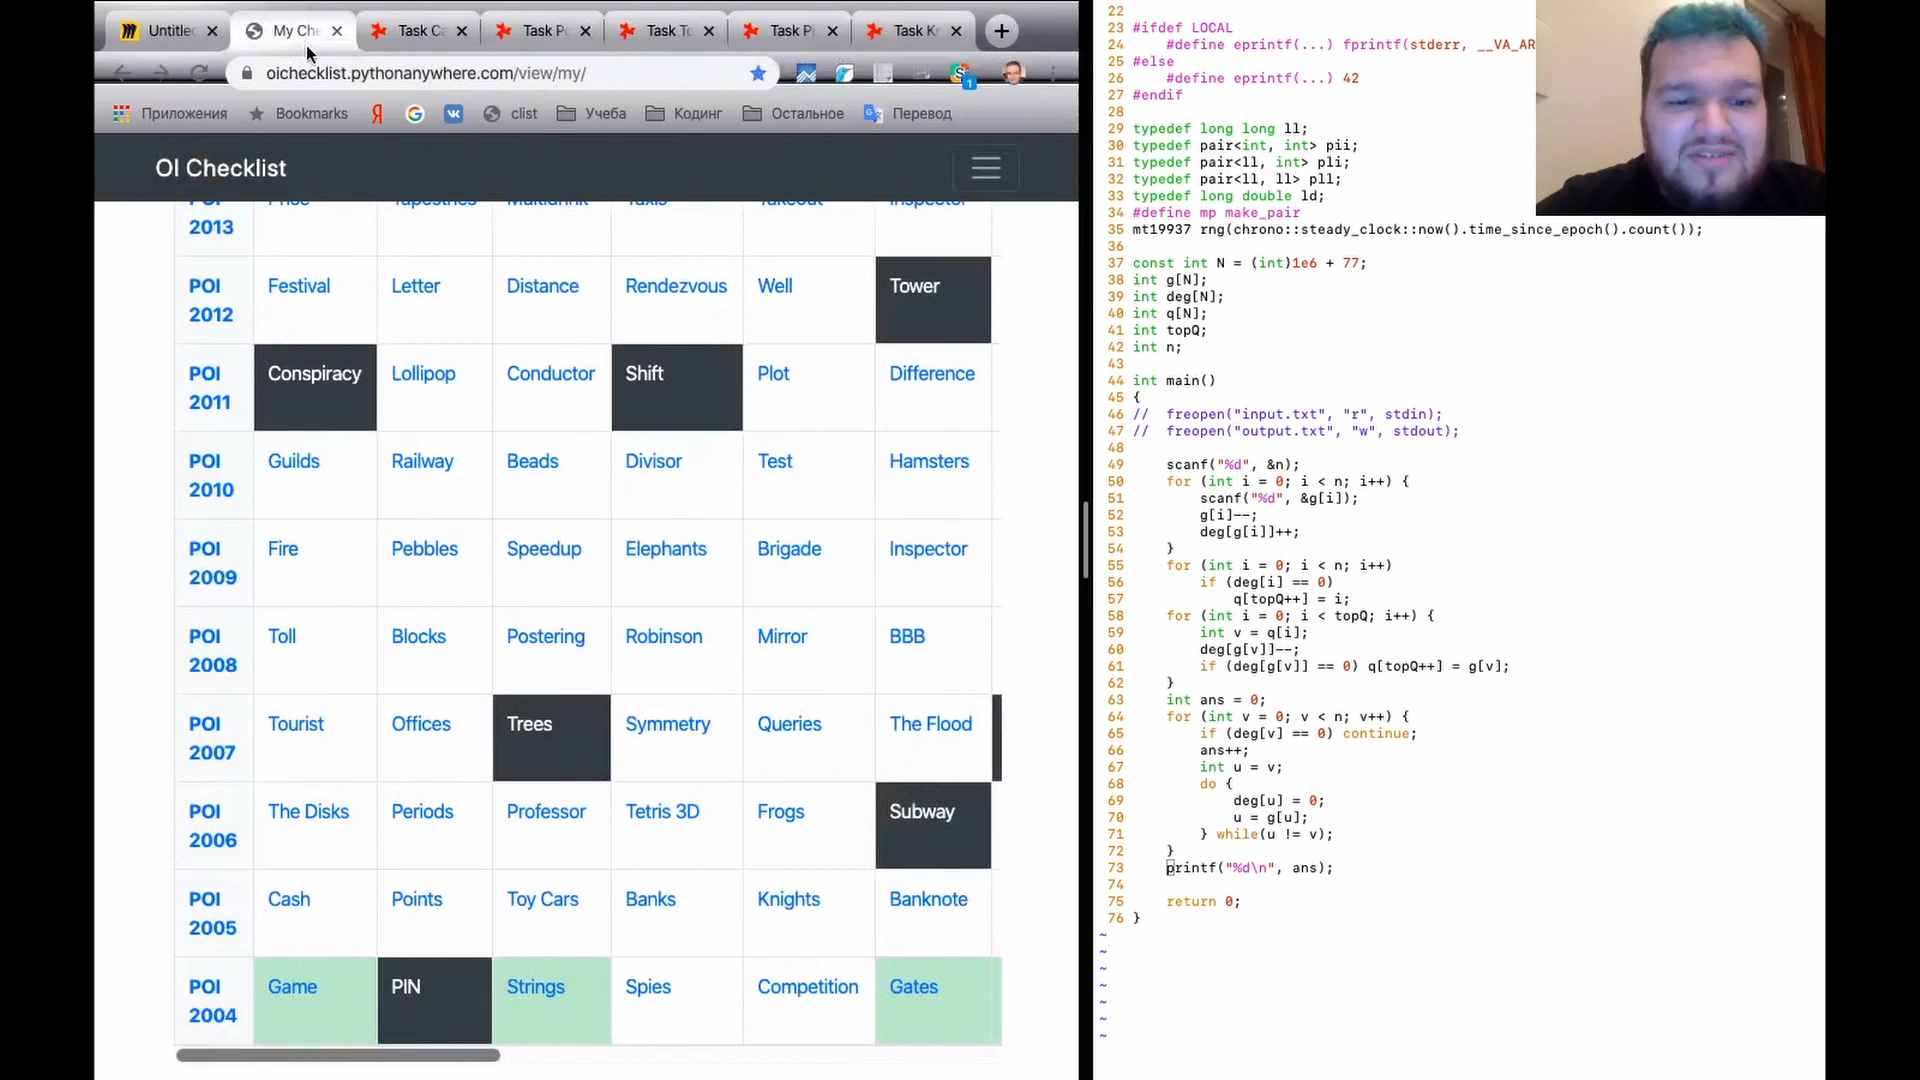 Untitled
My Che
Task Ca
Task Po
Task To
Task Pi
Task Kr
oichecklist.pythonanywhere.com/view/my/
1
Приложения
Bookmarks
Я
clist
Учеба
Кодинг
Остальное
Перевод
OI Checklist
POI 2013 Price Tapestries Multidrink Taxis Takeout Inspector
POI 2012 Festival Letter Distance Rendezvous Well Tower
POI 2011 Conspiracy Lollipop Conductor Shift Plot Difference
POI 2010 Guilds Railway Beads Divisor Test Hamsters
POI 2009 Fire Pebbles Speedup Elephants Brigade Inspector
POI 2008 Toll Blocks Postering Robinson Mirror BBB
POI 2007 Tourist Offices Trees Symmetry Queries The Flood
POI 2006 The Disks Periods Professor Tetris 3D Frogs Subway
POI 2005 Cash Points Toy Cars Banks Knights Banknote
POI 2004 Game PIN Strings Spies Competition Gates
22
23 #ifdef LOCAL
24     #define eprintf(...) fprintf(stderr, __VA_AR
25 #else
26     #define eprintf(...) 42
27 #endif
28
29 typedef long long ll;
30 typedef pair<int, int> pii;
31 typedef pair<ll, int> pli;
32 typedef pair<ll, ll> pll;
33 typedef long double ld;
34 #define mp make_pair
35 mt19937 rng(chrono::steady_clock::now().time_since_epoch().count());
36
37 const int N = (int)1e6 + 77;
38 int g[N];
39 int deg[N];
40 int q[N];
41 int topQ;
42 int n;
43
44 int main()
45 {
46 //  freopen("input.txt", "r", stdin);
47 //  freopen("output.txt", "w", stdout);
48
49     scanf("%d", &n);
50     for (int i = 0; i < n; i++) {
51         scanf("%d", &g[i]);
52         g[i]--;
53         deg[g[i]]++;
54     }
55     for (int i = 0; i < n; i++)
56         if (deg[i] == 0)
57             q[topQ++] = i;
58     for (int i = 0; i < topQ; i++) {
59         int v = q[i];
60         deg[g[v]]--;
61         if (deg[g[v]] == 0) q[topQ++] = g[v];
62     }
63     int ans = 0;
64     for (int v = 0; v < n; v++) {
65         if (deg[v] == 0) continue;
66         ans++;
67         int u = v;
68         do {
69             deg[u] = 0;
70             u = g[u];
71         } while(u != v);
72     }
73     printf("%d\n", ans);
74
75     return 0;
76 }
~
~
~
~
~
~
~